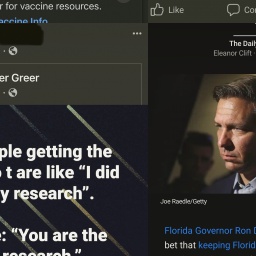 r for vaccine resources.
accine Info
er Greer
ple getting the
t are like “I did
y research”.
: “You are the
research.”
Like
Co
The Dail
Eleanor Clift
Joe Raedle/Getty
Florida Governor Ron D
bet that keeping Florid